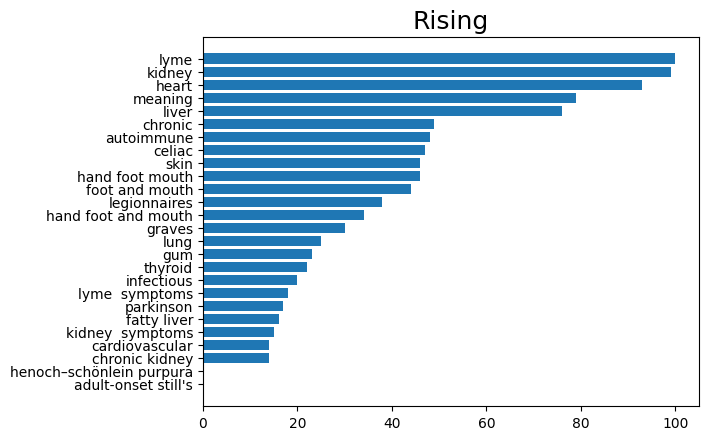 Rising
lyme
kidney
heart
meaning
liver
chronic
autoimmune
celiac
skin
hand foot mouth
foot and mouth
legionnaires
hand foot and mouth
graves
lung
gum
thyroid
infectious
lyme  symptoms
parkinson
fatty liver
kidney  symptoms
cardiovascular
chronic kidney
henoch–schönlein purpura
adult-onset still's
0 20 40 60 80 100